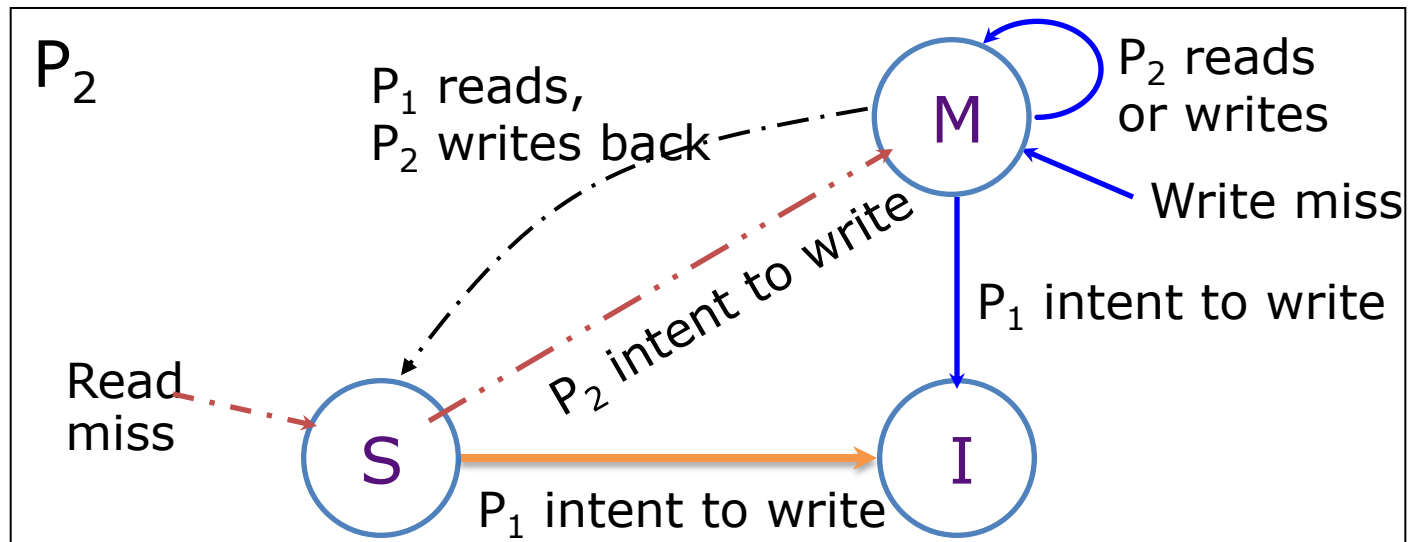 P₂
P₁ reads,
P₂ writes back
M
P₂ reads
or writes
Write miss
P₂ intent to write
P₁ intent to write
Read
miss
S
I
P₁ intent to write